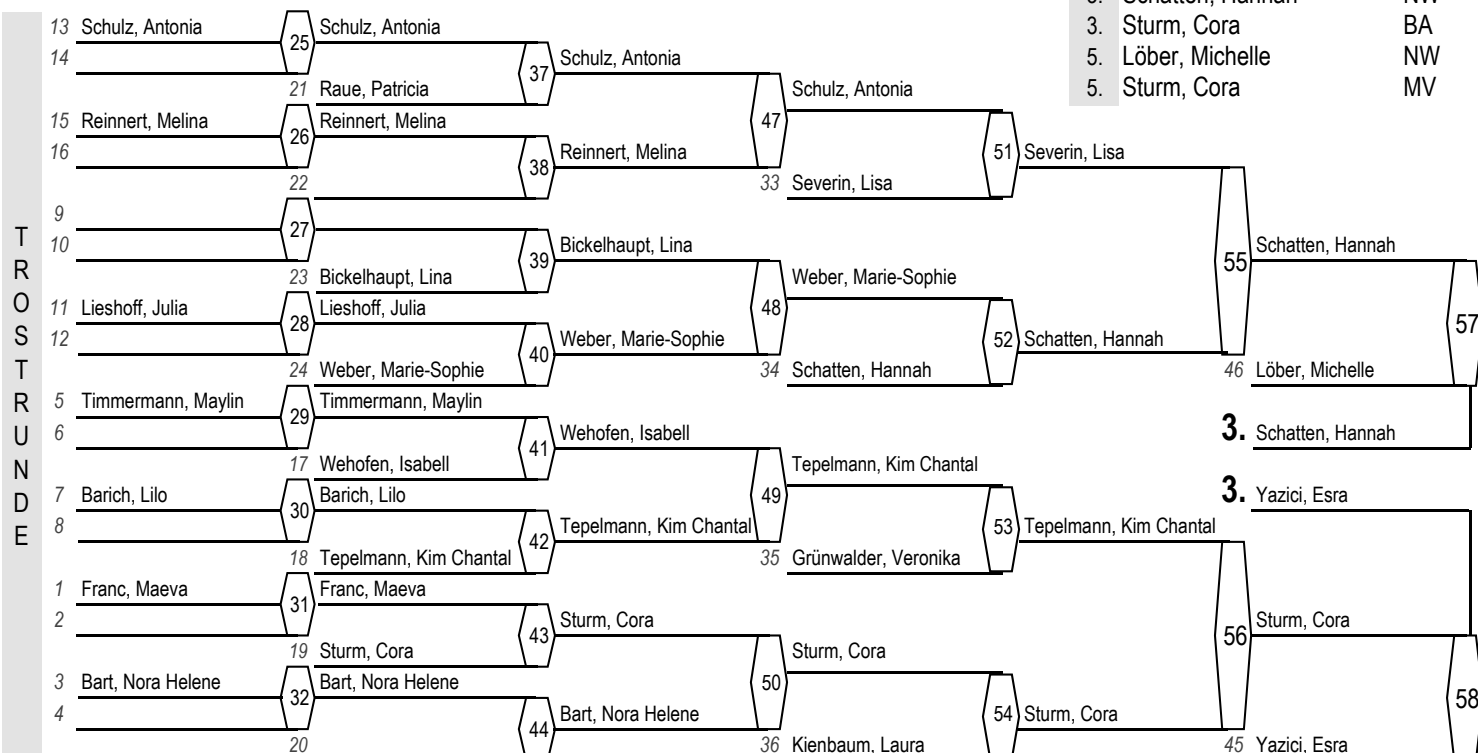 3. Schatten, Hannah NW
3. Sturm, Cora BA
5. Löber, Michelle NW
5. Sturm, Cora MV
TROSTRUNDE
13 Schulz, Antonia 25 Schulz, Antonia
14 37 Schulz, Antonia
21 Raue, Patricia 47 Schulz, Antonia
15 Reinnert, Melina 26 Reinnert, Melina
16 38 Reinnert, Melina 51 Severin, Lisa
22 33 Severin, Lisa
9 27
10 39 Bickelhaupt, Lina 55 Schatten, Hannah
23 Bickelhaupt, Lina 48 Weber, Marie-Sophie
11 Lieshoff, Julia 28 Lieshoff, Julia 57
12 40 Weber, Marie-Sophie 52 Schatten, Hannah
24 Weber, Marie-Sophie 34 Schatten, Hannah 46 Löber, Michelle
5 Timmermann, Maylin 29 Timmermann, Maylin
6 41 Wehofen, Isabell 3. Schatten, Hannah
17 Wehofen, Isabell 49 Tepelmann, Kim Chantal
7 Barich, Lilo 30 Barich, Lilo 3. Yazici, Esra
8 42 Tepelmann, Kim Chantal 53 Tepelmann, Kim Chantal
18 Tepelmann, Kim Chantal 35 Grünwalder, Veronika
1 Franc, Maeva 31 Franc, Maeva
2 43 Sturm, Cora 56 Sturm, Cora
19 Sturm, Cora 50 Sturm, Cora
3 Bart, Nora Helene 32 Bart, Nora Helene 58
4 44 Bart, Nora Helene 54 Sturm, Cora
20 36 Kienbaum, Laura 45 Yazici, Esra